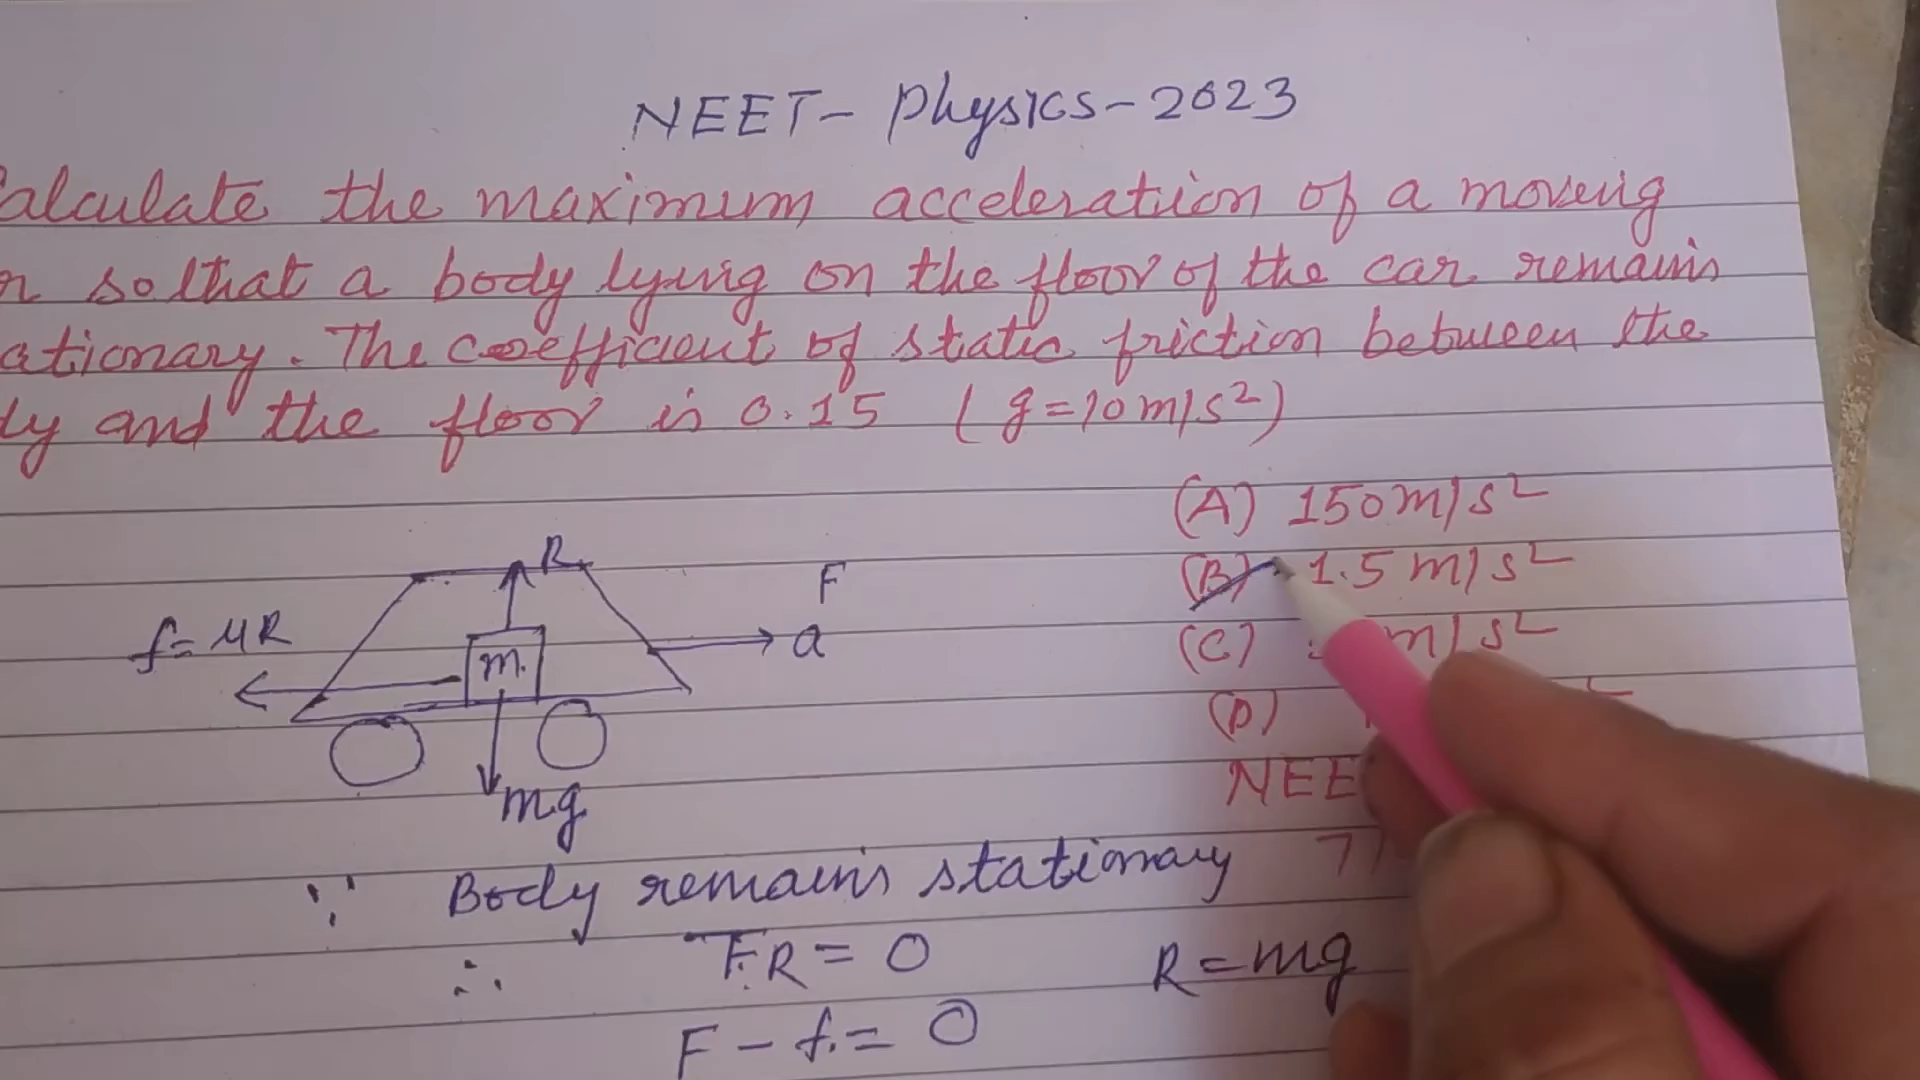 NEET- Physics-2023
alculate the maximum acceleration of a moving
r so that a body lying on the floor of the car remains
ationary. The coefficient of static friction between the
dy and the floor is 0.15 (g=10m/s²)
(A) 150m/s²
(B) 1.5 m/s²
(C) m/s²
(D)
NEE
R
F
f= μR
m.
a
mg
∵ Body remains stationary
∴ FR = 0 R=mg
F - f = 0